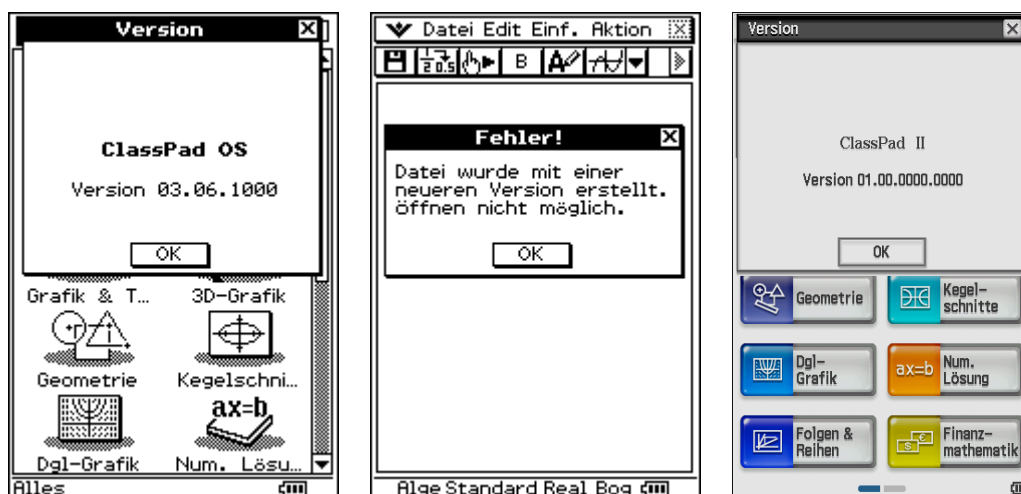 Version
ClassPad OS
Version 03.06.1000
OK
Grafik & T...
3D-Grafik
Geometrie
Kegelschni...
ax=b
Dgl-Grafik
Num. Lösu...
Alles
Datei Edit Einf. Aktion
B
A
Fehler!
Datei wurde mit einer
neueren Version erstellt.
öffnen nicht möglich.
OK
Alge Standard Real Bog
Version
ClassPad II
Version 01.00.0000.0000
OK
Geometrie
Kegel-
schnitte
Dgl-
Grafik
ax=b
Num.
Lösung
Folgen &
Reihen
Finanz-
mathematik